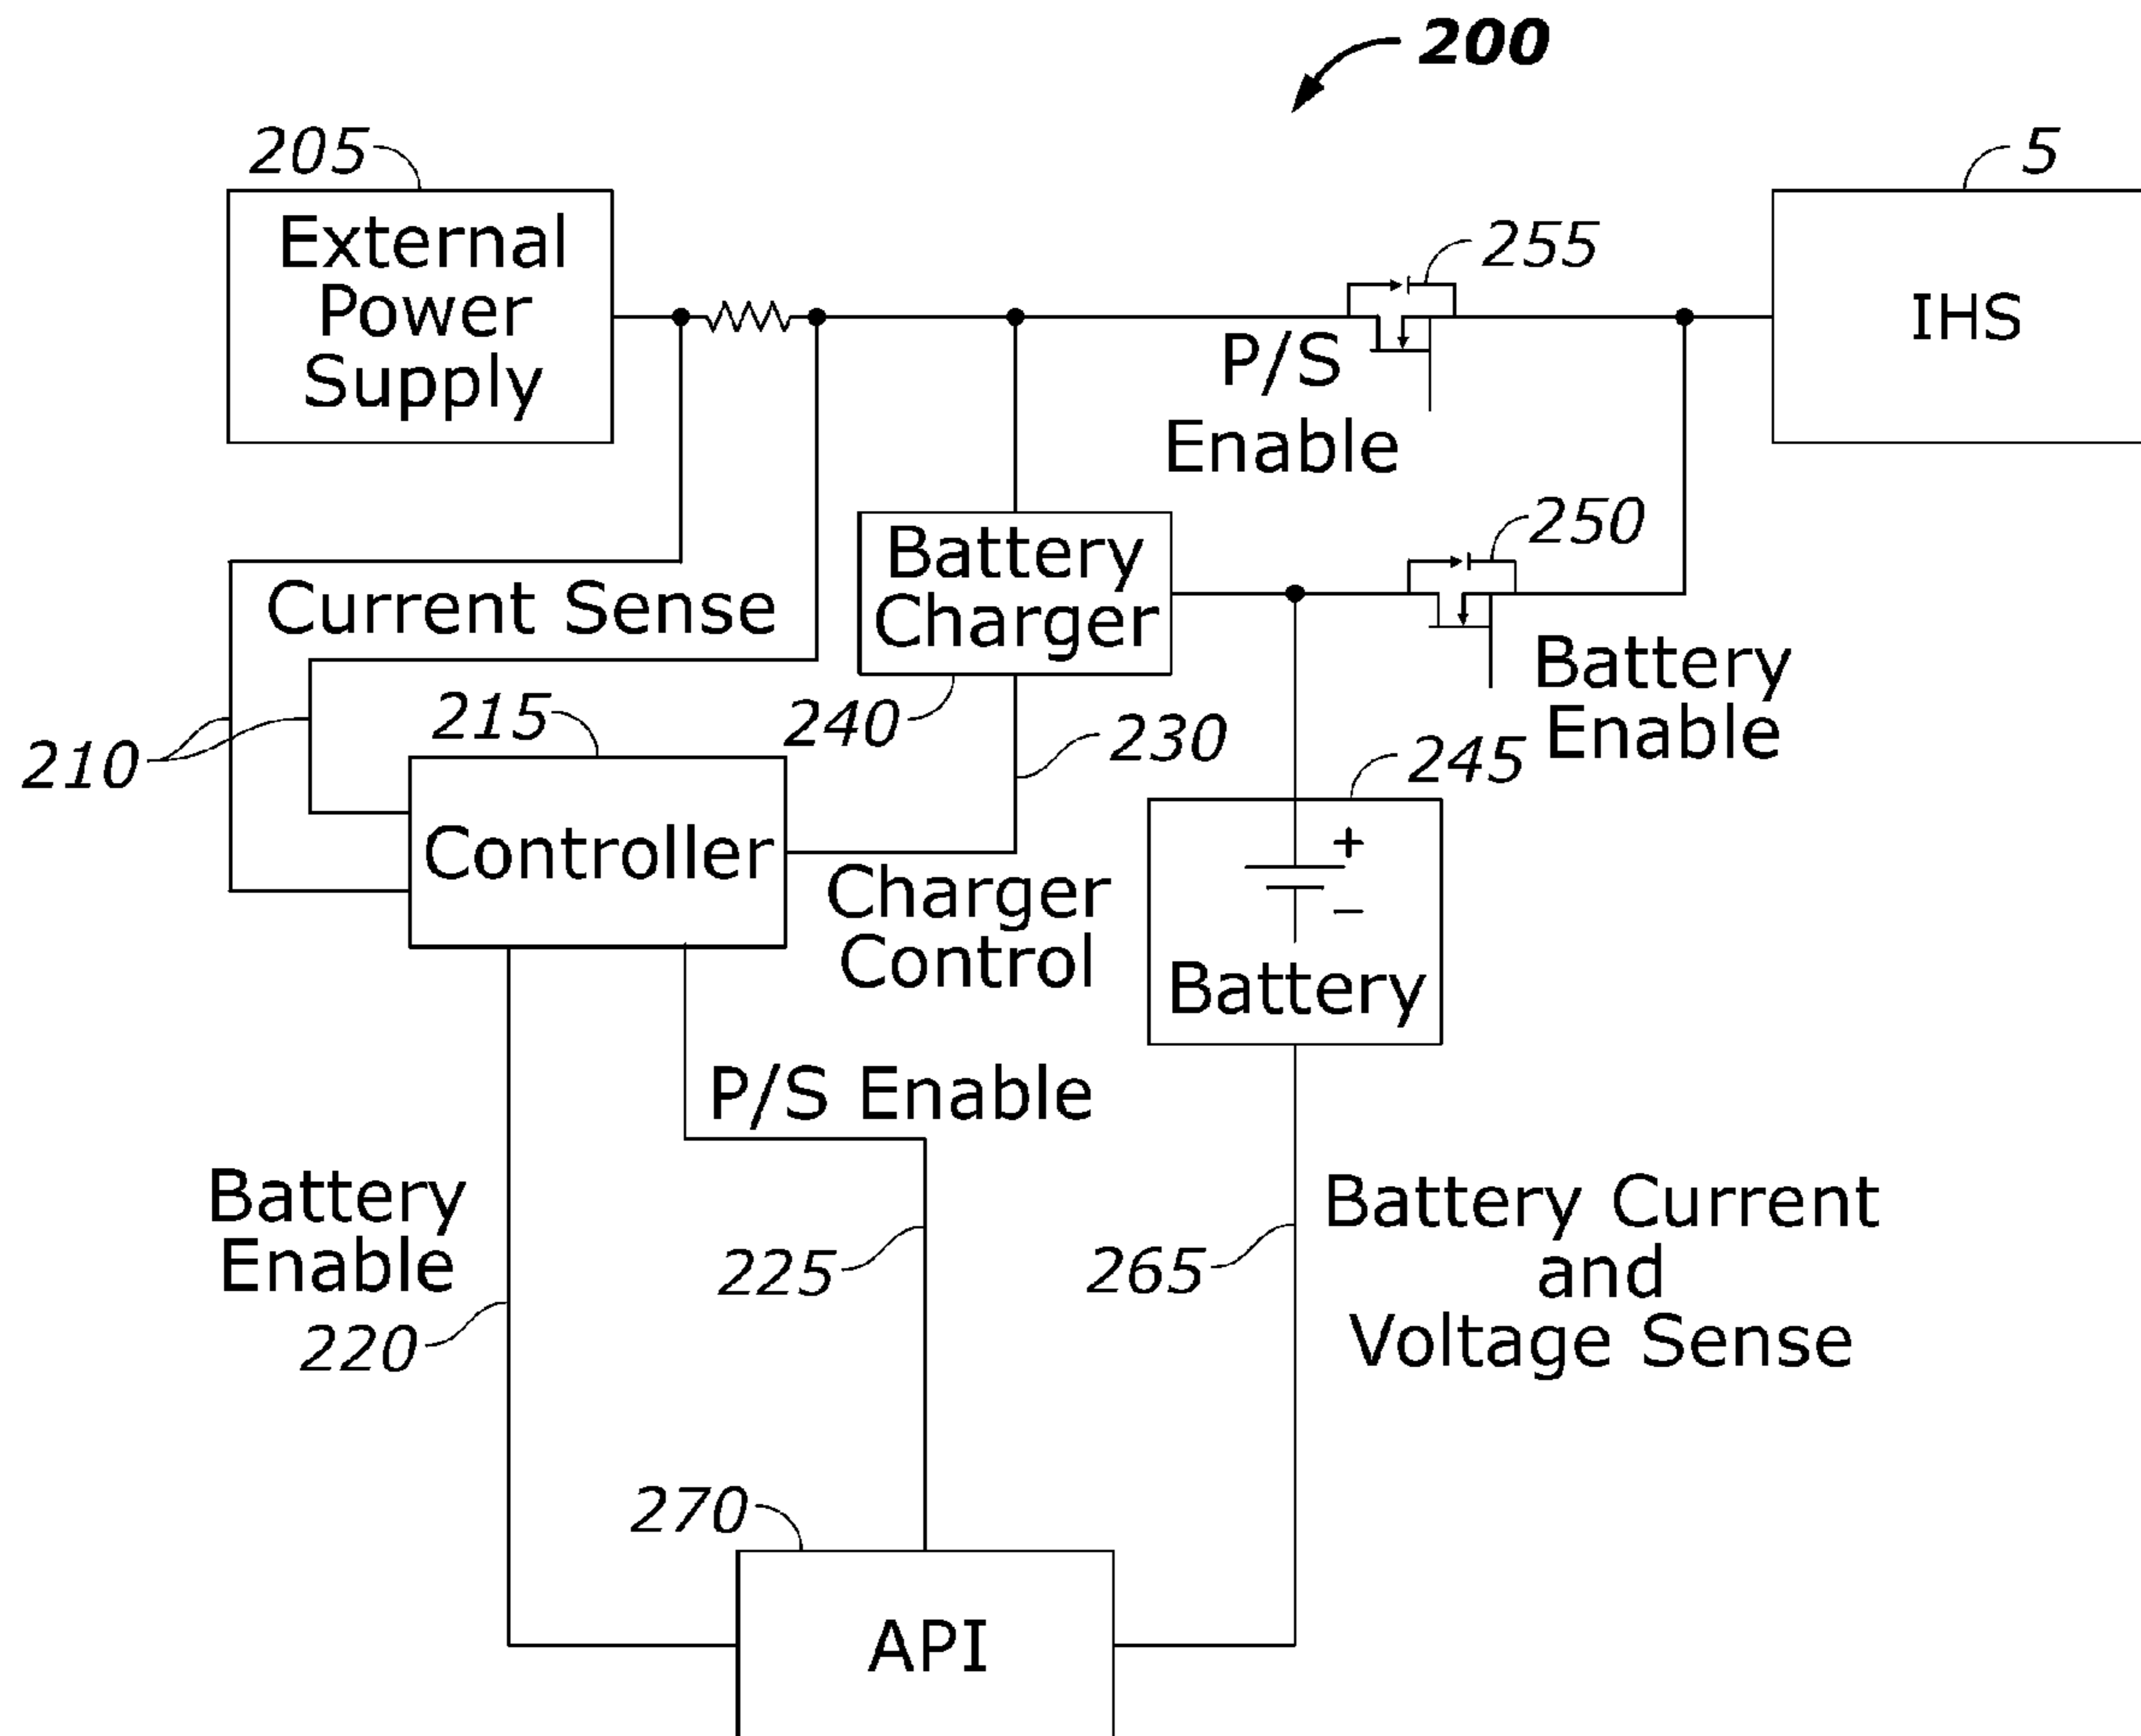 200
205
5
External
Power
Supply
255
IHS
P/S
Enable
250
Battery
Charger
Current Sense
Battery
Enable
215
240
230
245
210
Controller
Charger
Control
+
–
Battery
P/S Enable
Battery
Enable
220
225
265
Battery Current
and
Voltage Sense
270
API